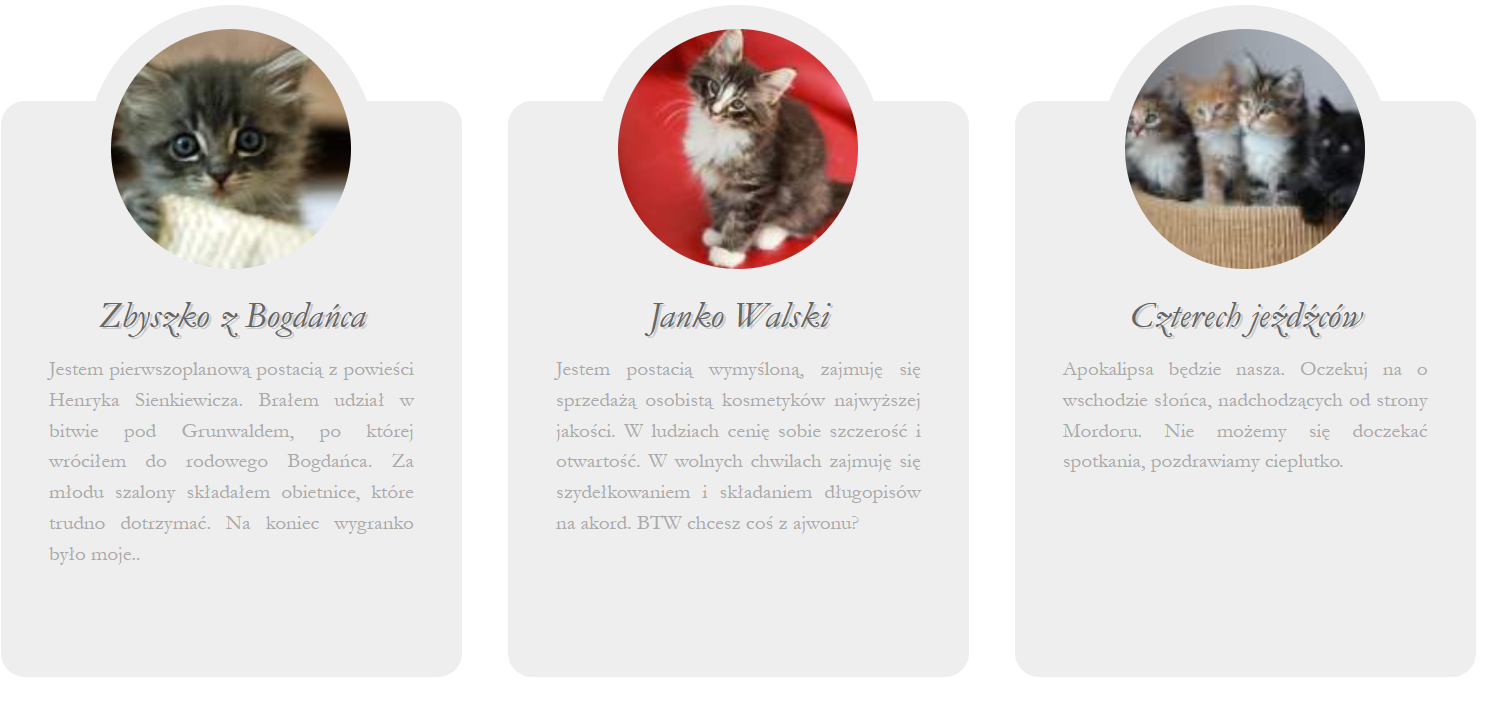 Zbyszko z Bogdańca
Jestem pierwszoplanową postacią z powieści
Henryka Sienkiewicza. Brałem udział w
bitwie pod Grunwaldem, po której
wróciłem do rodowego Bogdańca. Za
młodu szalony składałem obietnice, które
trudno dotrzymać. Na koniec wygranko
było moje..
Janko Walski
Jestem postacią wymyśloną, zajmuję się
sprzedażą osobistą kosmetyków najwyższej
jakości. W ludziach cenię sobie szczerość i
otwartość. W wolnych chwilach zajmuję się
szydełkowaniem i składaniem długopisów
na akord. BTW chcesz coś z ajwonu?
Czterech jeźdźców
Apokalipsa będzie nasza. Oczekuj na o
wschodzie słońca, nadchodzących od strony
Mordoru. Nie możemy się doczekać
spotkania, pozdrawiamy cieplutko.